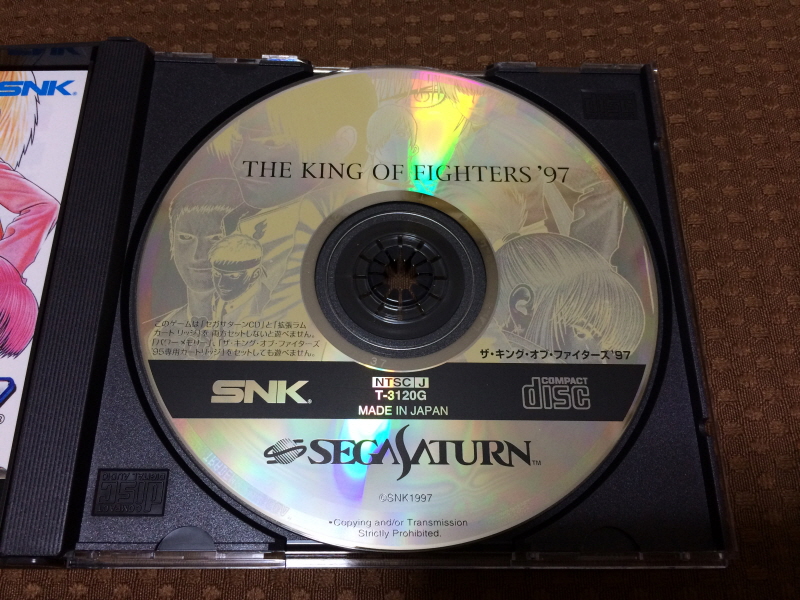 SNK®
THE KING OF FIGHTERS '97
このゲームは「セガサターンCD」と「拡張ラム
カートリッジ」を、両方セットしないと遊べません。
「パワーメモリー」、「ザ・キング・オブ・ファイターズ
'95専用カートリッジ」をセットしても遊べません。
ザ・キング・オブ・ファイターズ'97
SNK®
NTSC J
T-3120G
MADE IN JAPAN
COMPACT
disc
SEGA SATURN™
©SNK1997
•Copying and/or Transmission
Strictly Prohibited.